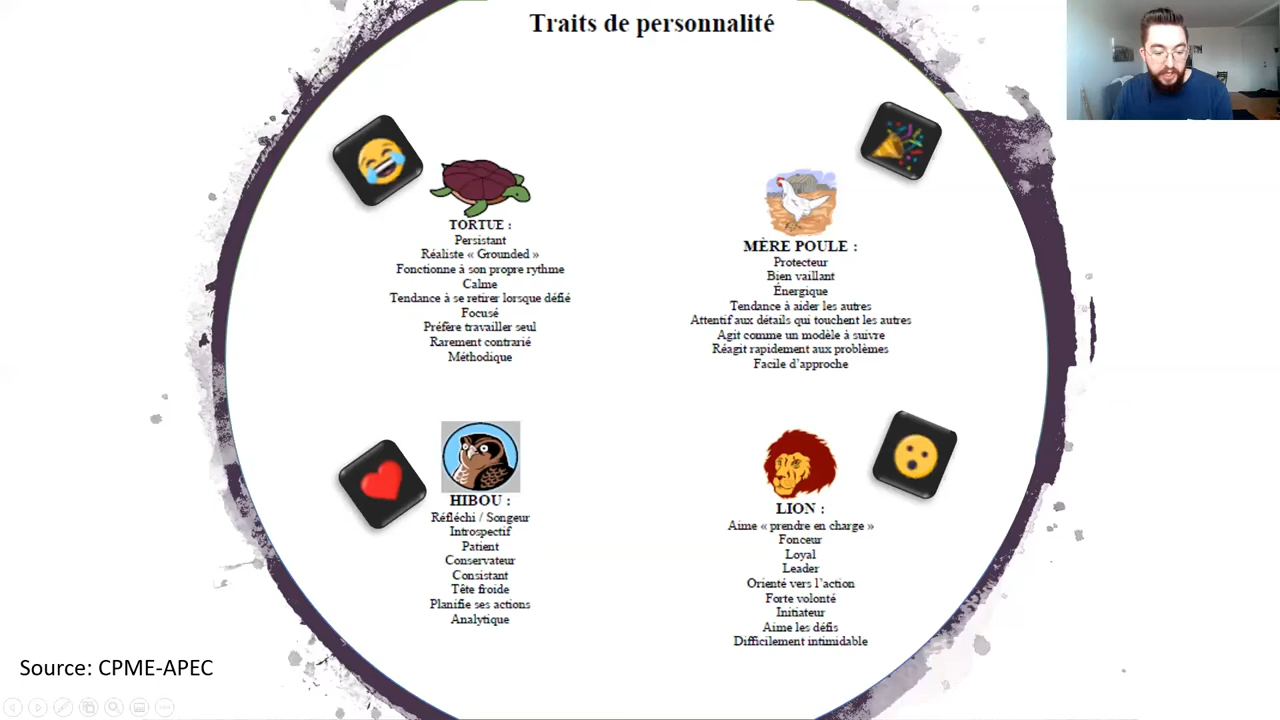 Traits de personnalité
TORTUE :
Persistant
Réaliste « Grounded »
Fonctionne à son propre rythme
Calme
Tendance à se retirer lorsque défié
Focusé
Préfère travailler seul
Rarement contrarié
Méthodique
MÈRE POULE :
Protecteur
Bien vaillant
Énergique
Tendance à aider les autres
Attentif aux détails qui touchent les autres
Agit comme un modèle à suivre
Réagit rapidement aux problèmes
Facile d'approche
HIBOU :
Réfléchi / Songeur
Introspectif
Patient
Conservateur
Consistant
Tête froide
Planifie ses actions
Analytique
LION :
Aime « prendre en charge »
Fonceur
Loyal
Leader
Orienté vers l'action
Forte volonté
Initiateur
Aime les défis
Difficilement intimidable
Source: CPME-APEC